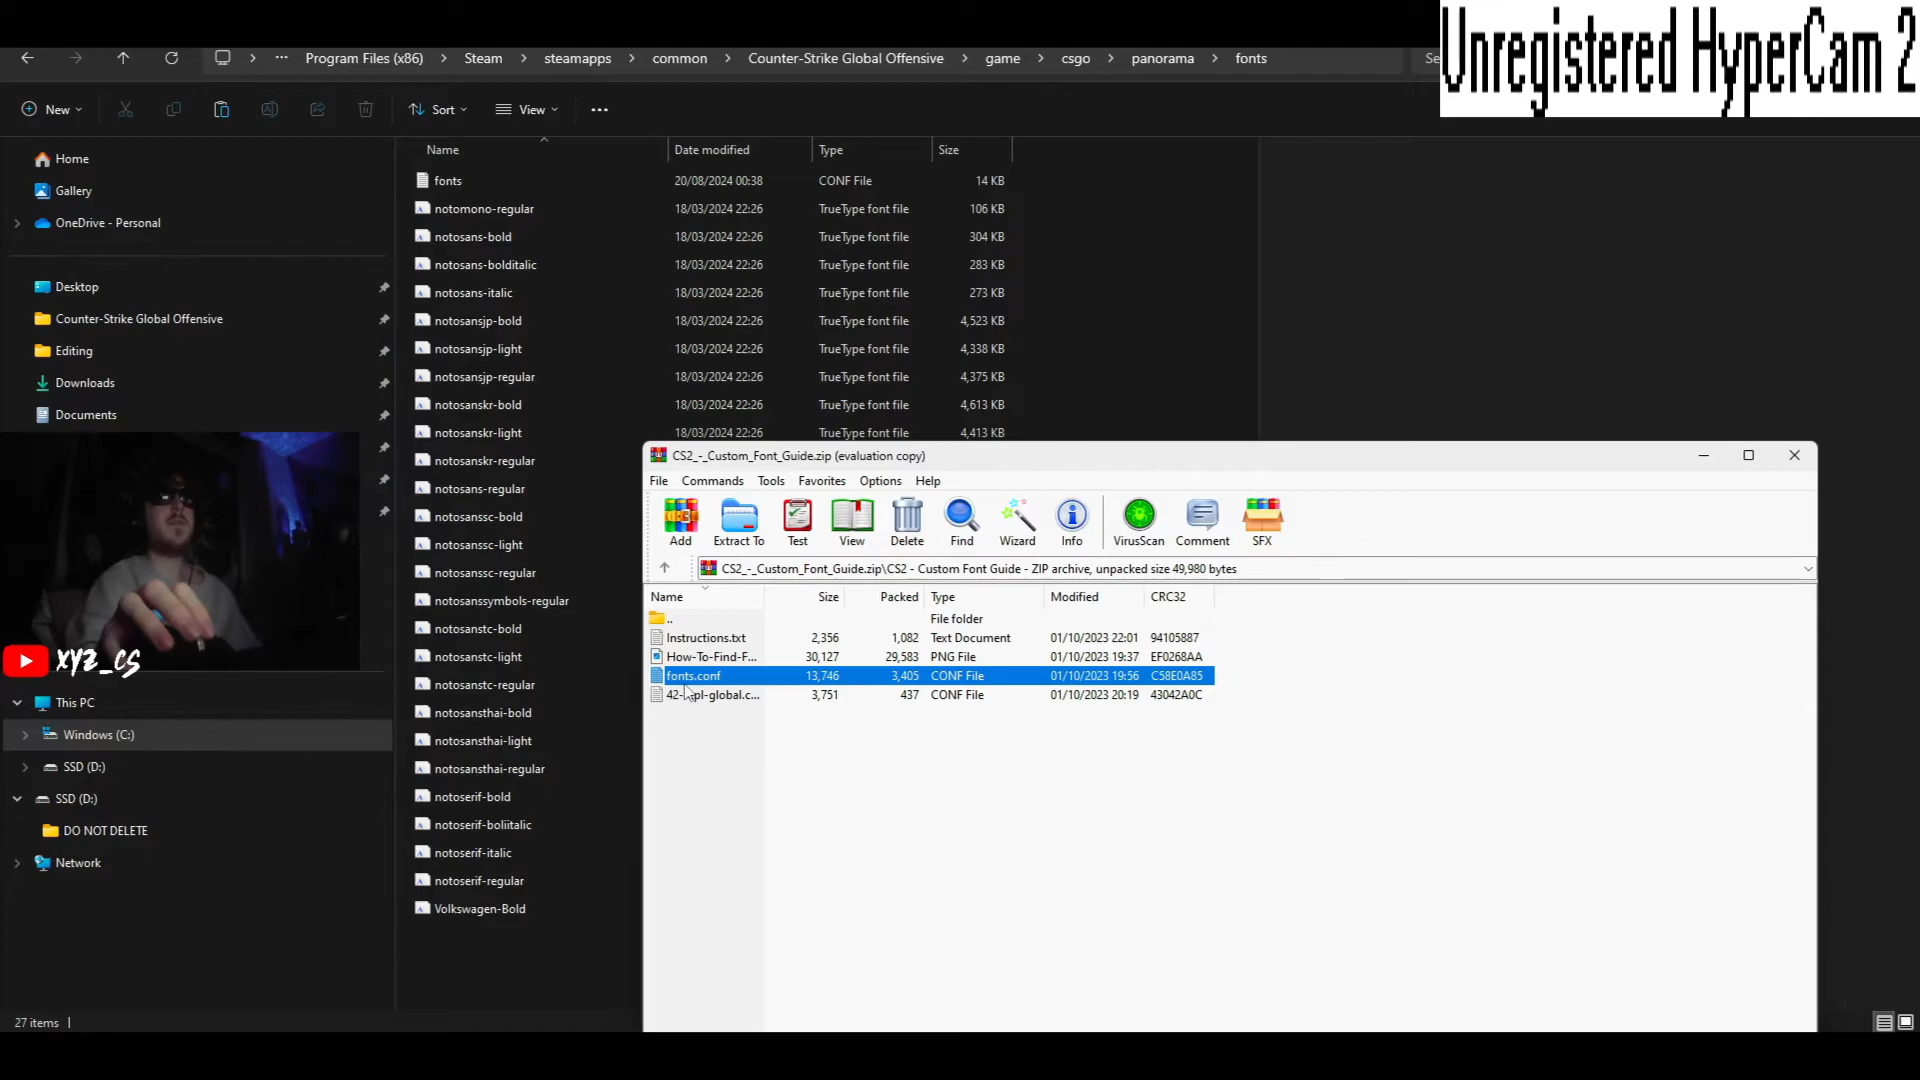 Unregistered HyperCam 2
Program Files (x86) Steam steamapps common Counter-Strike Global Offensive game csgo panorama fonts Se
New Sort View
Name Date modified Type Size
Home
Gallery
OneDrive - Personal
Desktop
Counter-Strike Global Offensive
Editing
Downloads
Documents
fonts 20/08/2024 00:38 CONF File 14 KB
notomono-regular 18/03/2024 22:26 TrueType font file 106 KB
notosans-bold 18/03/2024 22:26 TrueType font file 304 KB
notosans-bolditalic 18/03/2024 22:26 TrueType font file 283 KB
notosans-italic 18/03/2024 22:26 TrueType font file 273 KB
notosansjp-bold 18/03/2024 22:26 TrueType font file 4,523 KB
notosansjp-light 18/03/2024 22:26 TrueType font file 4,338 KB
notosansjp-regular 18/03/2024 22:26 TrueType font file 4,375 KB
notosanskr-bold 18/03/2024 22:26 TrueType font file 4,613 KB
notosanskr-light 18/03/2024 22:26 TrueType font file 4,413 KB
notosanskr-regular
notosans-regular
notosanssc-bold
notosanssc-light
notosanssc-regular
notosanssymbols-regular
notosanstc-bold
notosanstc-light
notosanstc-regular
notosansthai-bold
notosansthai-light
notosansthai-regular
notoserif-bold
notoserif-boliitalic
notoserif-italic
notoserif-regular
Volkswagen-Bold
xyz_cs
This PC
Windows (C:)
SSD (D:)
SSD (D:)
DO NOT DELETE
Network
27 items
CS2_-_Custom_Font_Guide.zip (evaluation copy)
File Commands Tools Favorites Options Help
Add Extract To Test View Delete Find Wizard Info VirusScan Comment SFX
CS2_-_Custom_Font_Guide.zip\CS2 - Custom Font Guide - ZIP archive, unpacked size 49,980 bytes
Name Size Packed Type Modified CRC32
.. File folder
Instructions.txt 2,356 1,082 Text Document 01/10/2023 22:01 94105887
How-To-Find-F... 30,127 29,583 PNG File 01/10/2023 19:37 EF0268AA
fonts.conf 13,746 3,405 CONF File 01/10/2023 19:56 C58E0A85
3,751 437 CONF File 01/10/2023 20:19 43042A0C